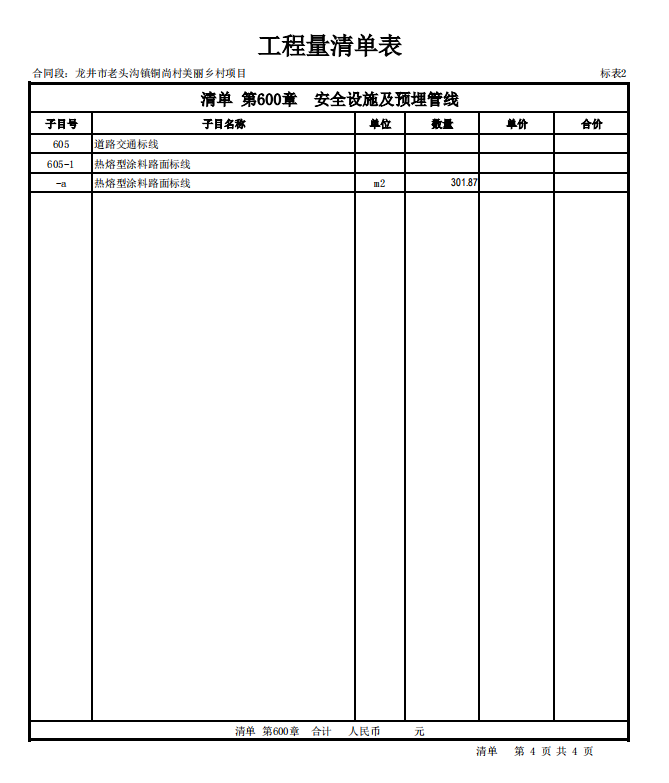 工程量清单表
合同段：龙井市老头沟镇铜尚村美丽乡村项目 标表2
清单 第600章 安全设施及预埋管线
子目号 子目名称 单位 数量 单价 合价
605 道路交通标线
605-1 热熔型涂料路面标线
-a 热熔型涂料路面标线 m2 301.87
清单 第600章 合计 人民币 元
清单 第 4 页 共 4 页